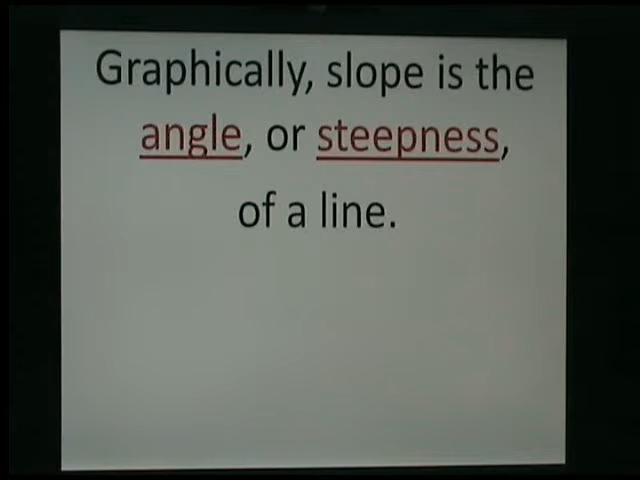 Graphically, slope is the
angle, or steepness,
of a line.